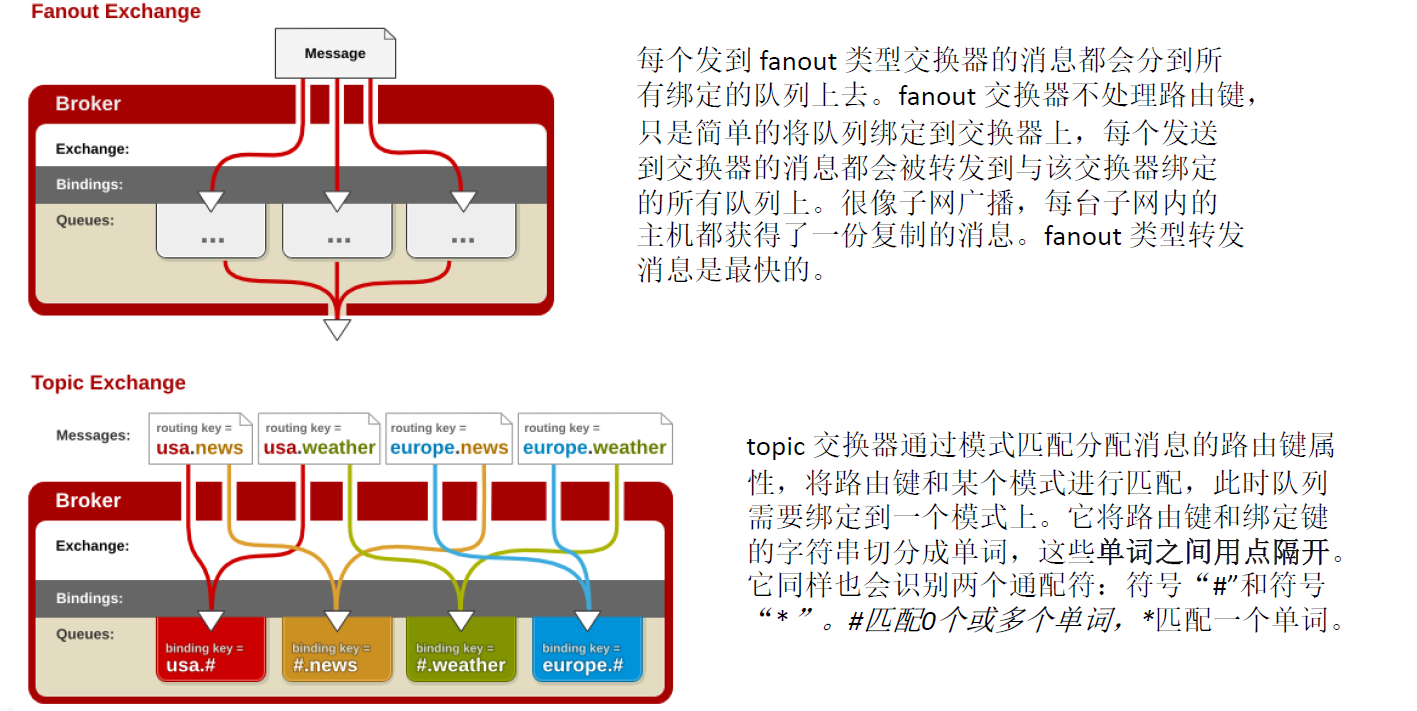 Fanout Exchange
Message
Broker
Exchange:
Bindings:
Queues:
...
...
...
每个发到 fanout 类型交换器的消息都会分到所
有绑定的队列上去。fanout 交换器不处理路由键，
只是简单的将队列绑定到交换器上，每个发送
到交换器的消息都会被转发到与该交换器绑定
的所有队列上。很像子网广播，每台子网内的
主机都获得了一份复制的消息。fanout 类型转发
消息是最快的。
Topic Exchange
Messages:
routing key =
usa.news
routing key =
usa.weather
routing key =
europe.news
routing key =
europe.weather
Broker
Exchange:
Bindings:
Queues:
binding key =
usa.#
binding key =
#.news
binding key =
#.weather
binding key =
europe.#
topic 交换器通过模式匹配分配消息的路由键属
性，将路由键和某个模式进行匹配，此时队列
需要绑定到一个模式上。它将路由键和绑定键
的字符串切分成单词，这些单词之间用点隔开。
它同样也会识别两个通配符：符号“#”和符号
“*”。#匹配0个或多个单词，*匹配一个单词。